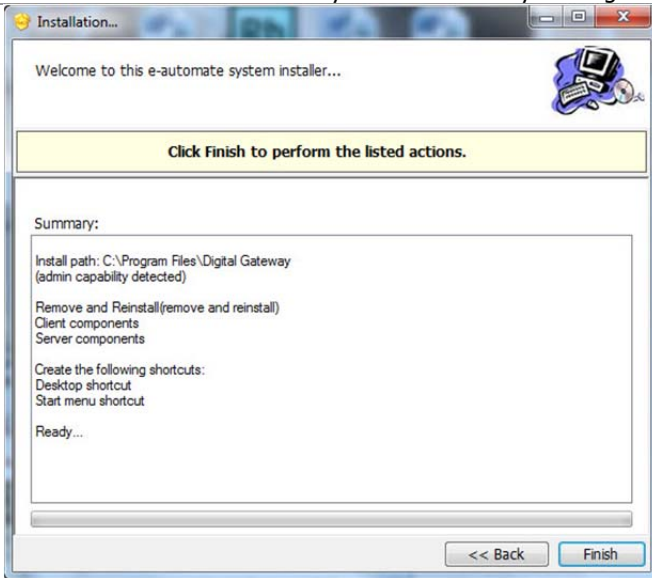 Installation...
Welcome to this e-automate system installer...
Click Finish to perform the listed actions.
Summary:
Install path: C:\Program Files\Digital Gateway
(admin capability detected)
Remove and Reinstall(remove and reinstall)
Client components
Server components
Create the following shortcuts:
Desktop shortcut
Start menu shortcut
Ready...
<< Back
Finish